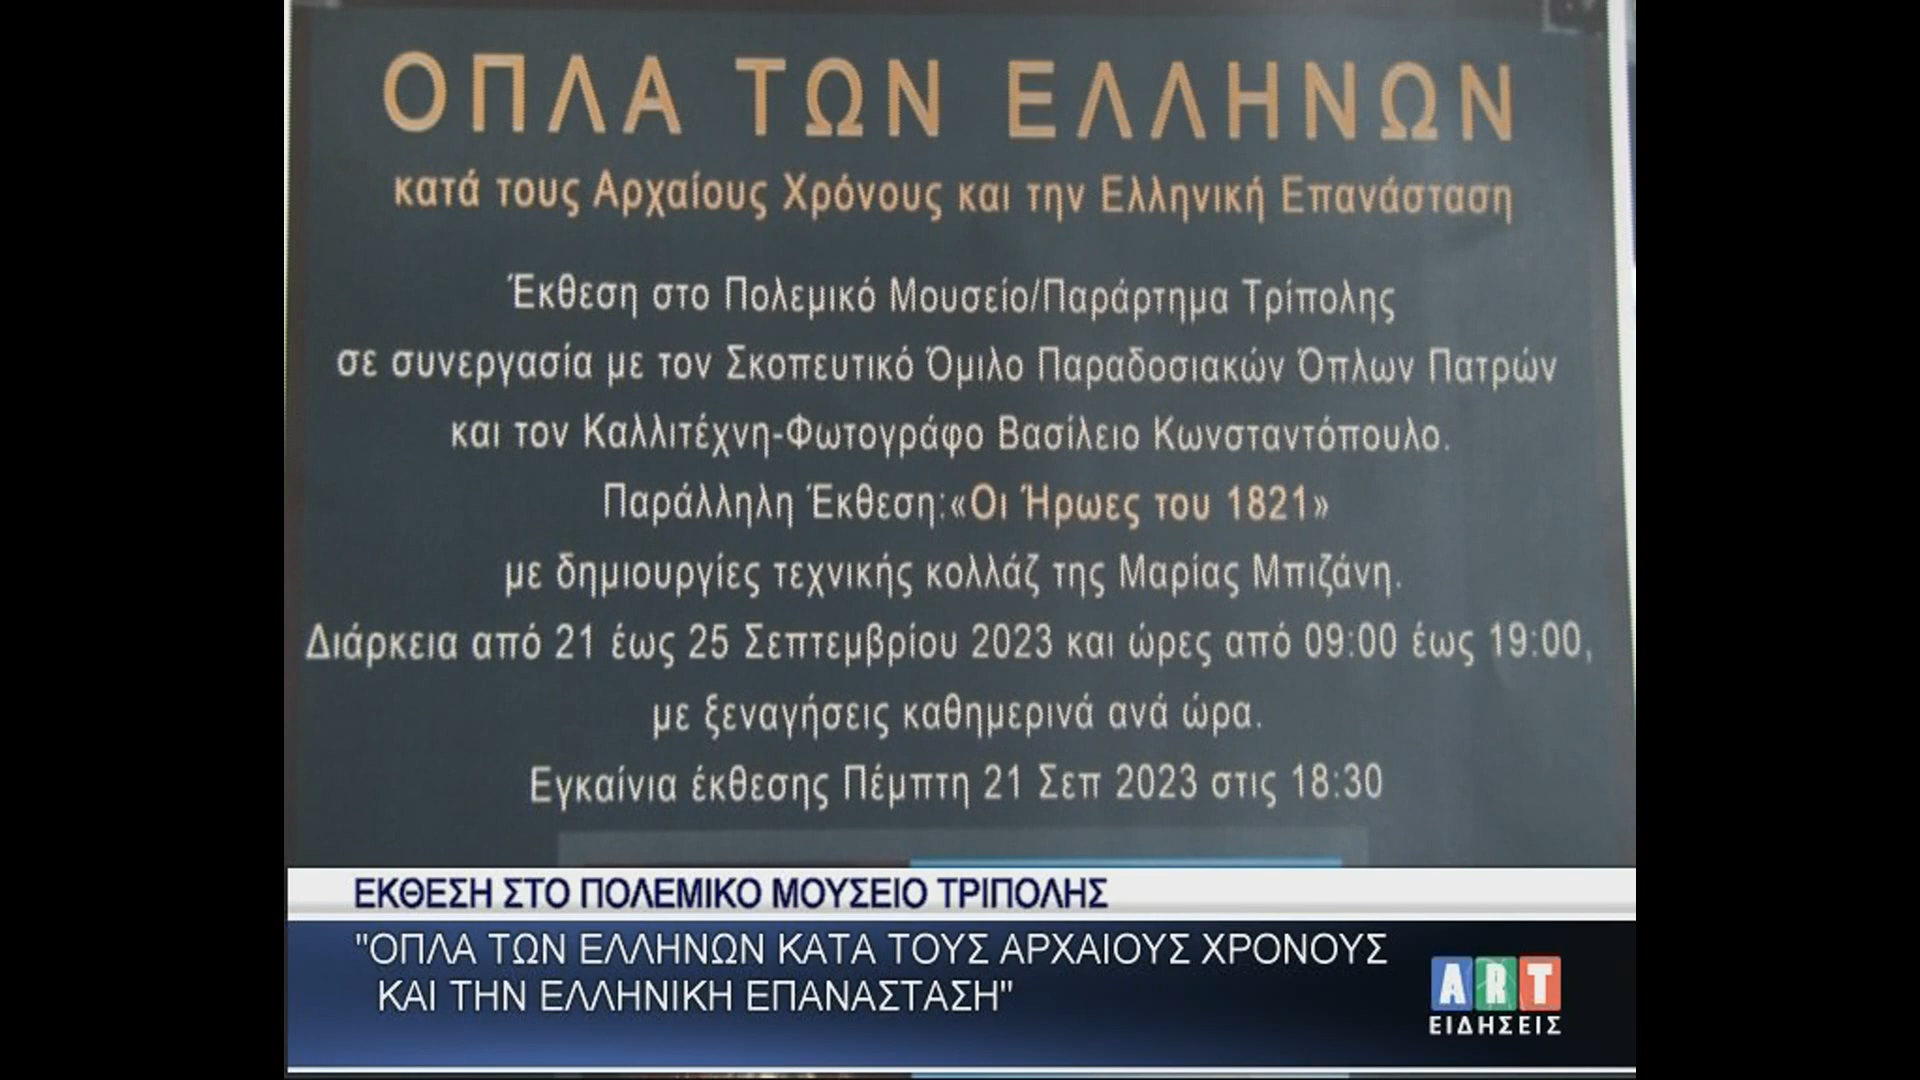 ΟΠΛΑ ΤΩΝ ΕΛΛΗΝΩΝ
κατά τους Αρχαίους Χρόνους και την Ελληνική Επανάσταση
Έκθεση στο Πολεμικό Μουσείο/Παράρτημα Τρίπολης
σε συνεργασία με τον Σκοπευτικό Όμιλο Παραδοσιακών Όπλων Πατρών
και τον Καλλιτέχνη-Φωτογράφο Βασίλειο Κωνσταντόπουλο.
Παράλληλη Έκθεση:«Οι Ήρωες του 1821»
με δημιουργίες τεχνικής κολλάζ της Μαρίας Μπιζάνη.
Διάρκεια από 21 έως 25 Σεπτεμβρίου 2023 και ώρες από 09:00 έως 19:00,
με ξεναγήσεις καθημερινά ανά ώρα.
Εγκαίνια έκθεσης Πέμπτη 21 Σεπ 2023 στις 18:30
ΕΚΘΕΣΗ ΣΤΟ ΠΟΛΕΜΙΚΟ ΜΟΥΣΕΙΟ ΤΡΙΠΟΛΗΣ
"ΟΠΛΑ ΤΩΝ ΕΛΛΗΝΩΝ ΚΑΤΑ ΤΟΥΣ ΑΡΧΑΙΟΥΣ ΧΡΟΝΟΥΣ
ΚΑΙ ΤΗΝ ΕΛΛΗΝΙΚΗ ΕΠΑΝΑΣΤΑΣΗ"
ART
ΕΙΔΗΣΕΙΣ